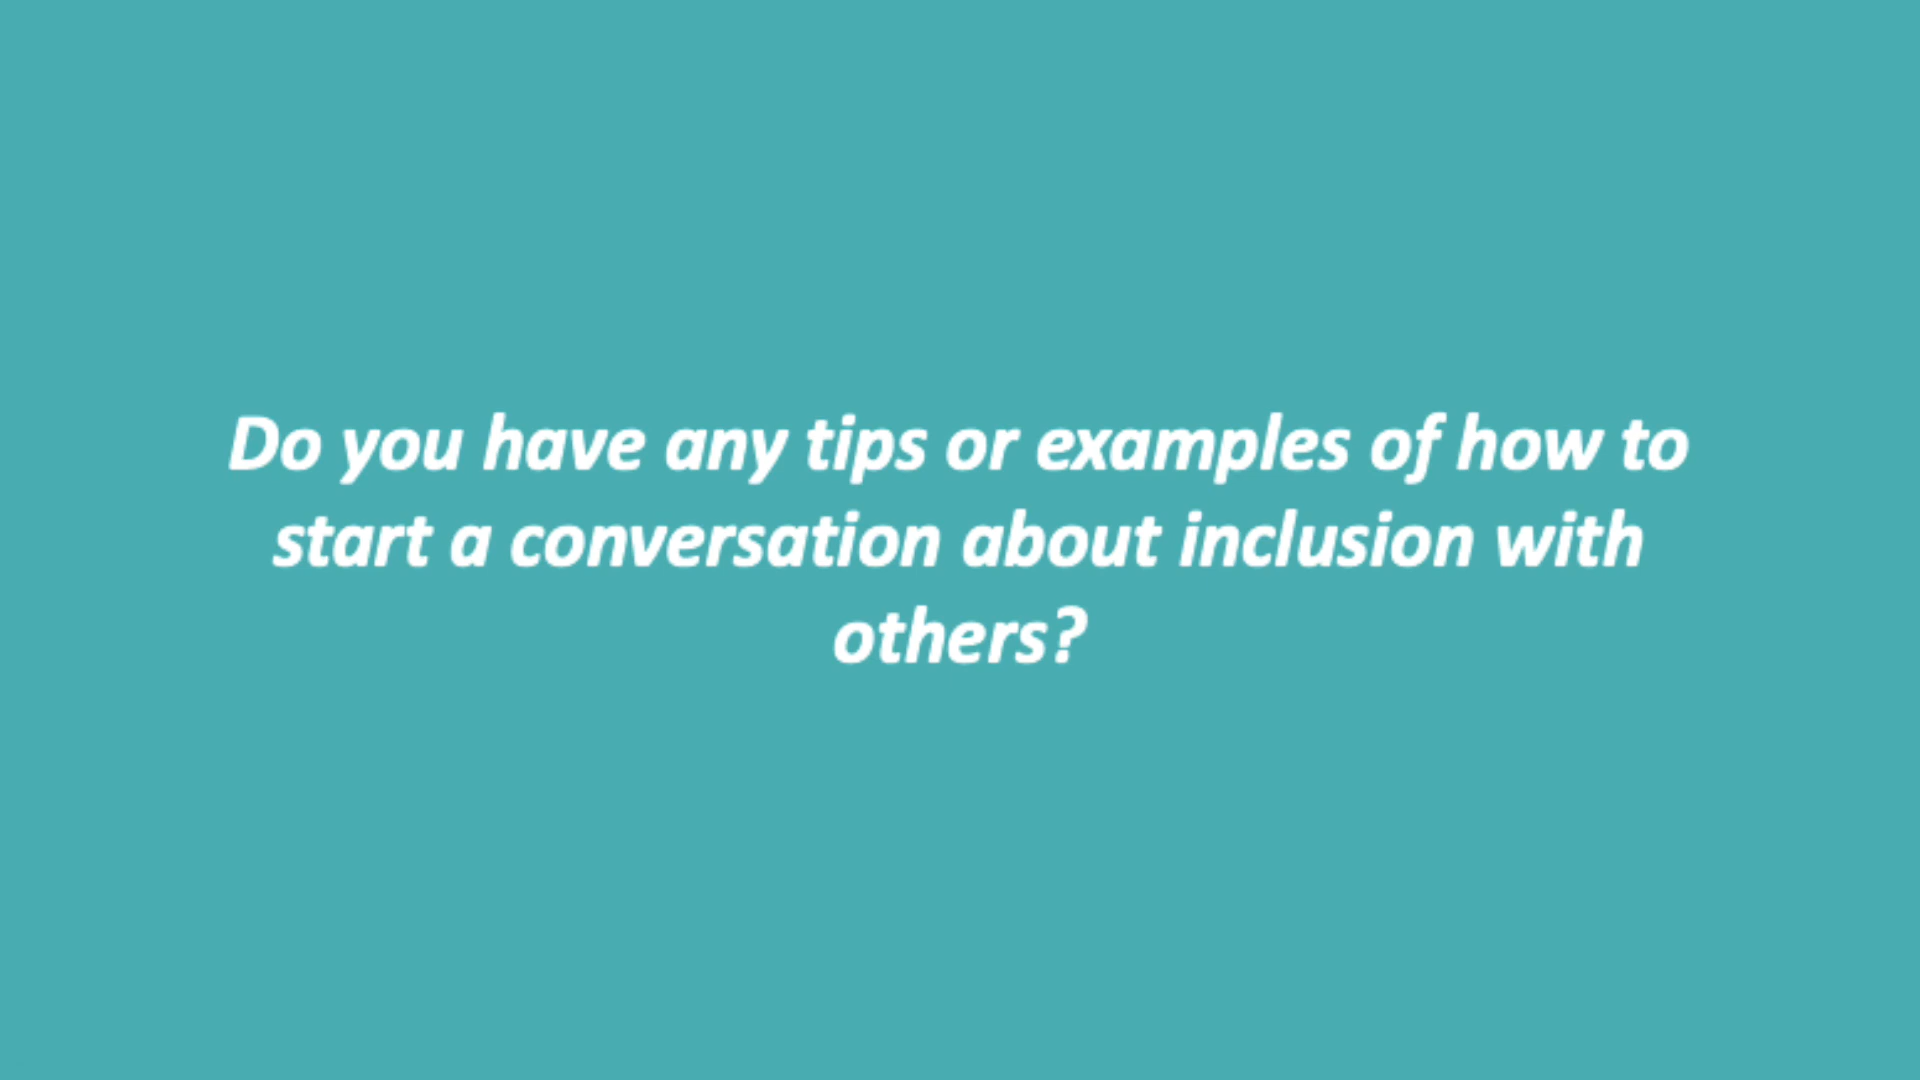 Do you have any tips or examples of how to
start a conversation about inclusion with
others?